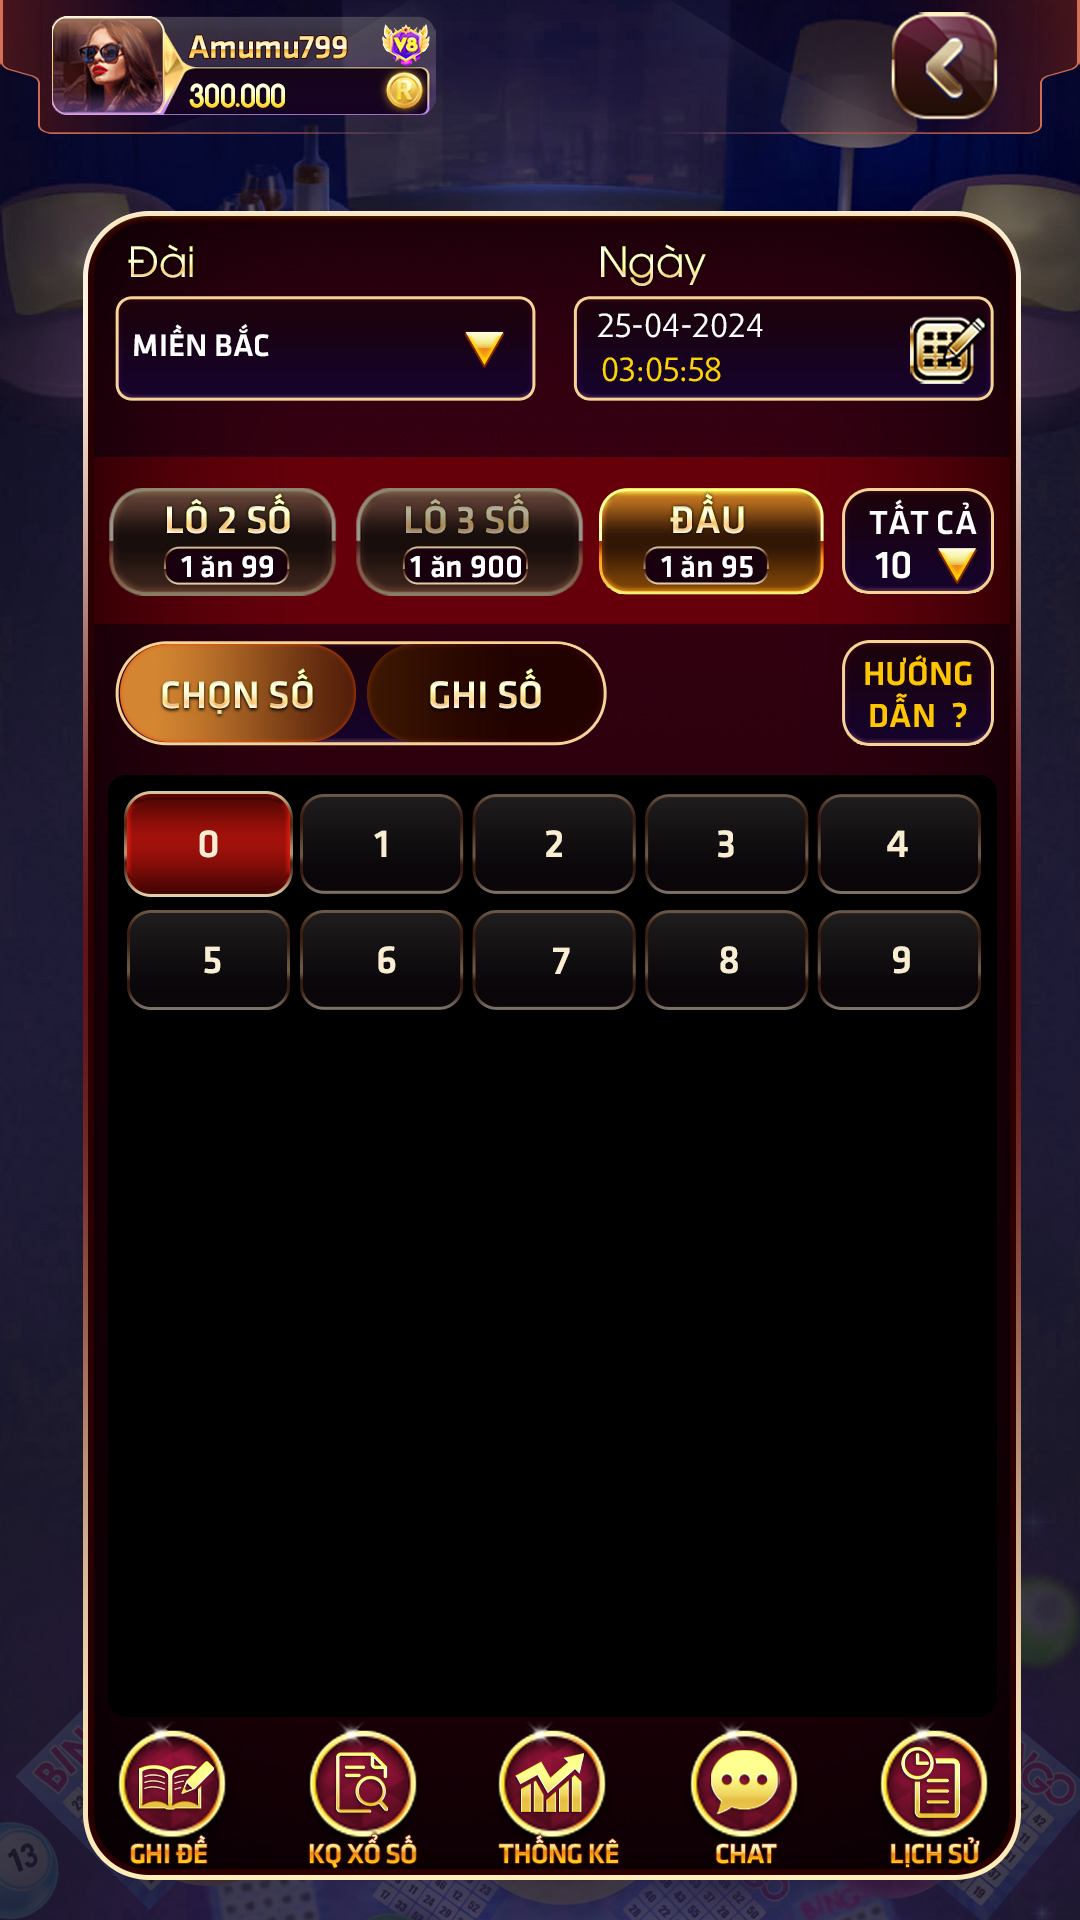 Amumu799
V8
300.000
R
Đài
Ngày
MIỀN BẮC
25-04-2024
03:05:58
LÔ 2 SỐ
1 ăn 99
LÔ 3 SỐ
1 ăn 900
ĐẦU
1 ăn 95
TẤT CẢ
10
CHỌN SỐ
GHI SỐ
HƯỚNG
DẪN ?
0
1
2
3
4
5
6
7
8
9
GHI ĐỀ
KQ XỔ SỐ
THỐNG KÊ
CHAT
LỊCH SỬ
13